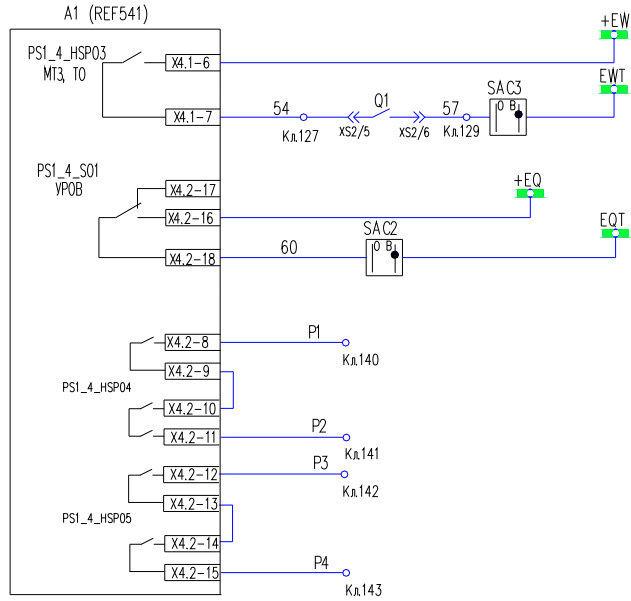 A1 (REF541)
+EW
PS1_4_HSP03
МТЗ, ТО
X4.1-6
EWT
SAC3
O B
X4.1-7
54
Кл.127
XS2/5
Q1
XS2/6
57
Кл.129
PS1_4_SO1
УРОВ
X4.2-17
+EQ
X4.2-16
EQT
SAC2
O B
X4.2-18
60
X4.2-8
P1
Кл.140
X4.2-9
PS1_4_HSP04
X4.2-10
X4.2-11
P2
Кл.141
X4.2-12
P3
Кл.142
X4.2-13
PS1_4_HSP05
X4.2-14
X4.2-15
P4
Кл.143